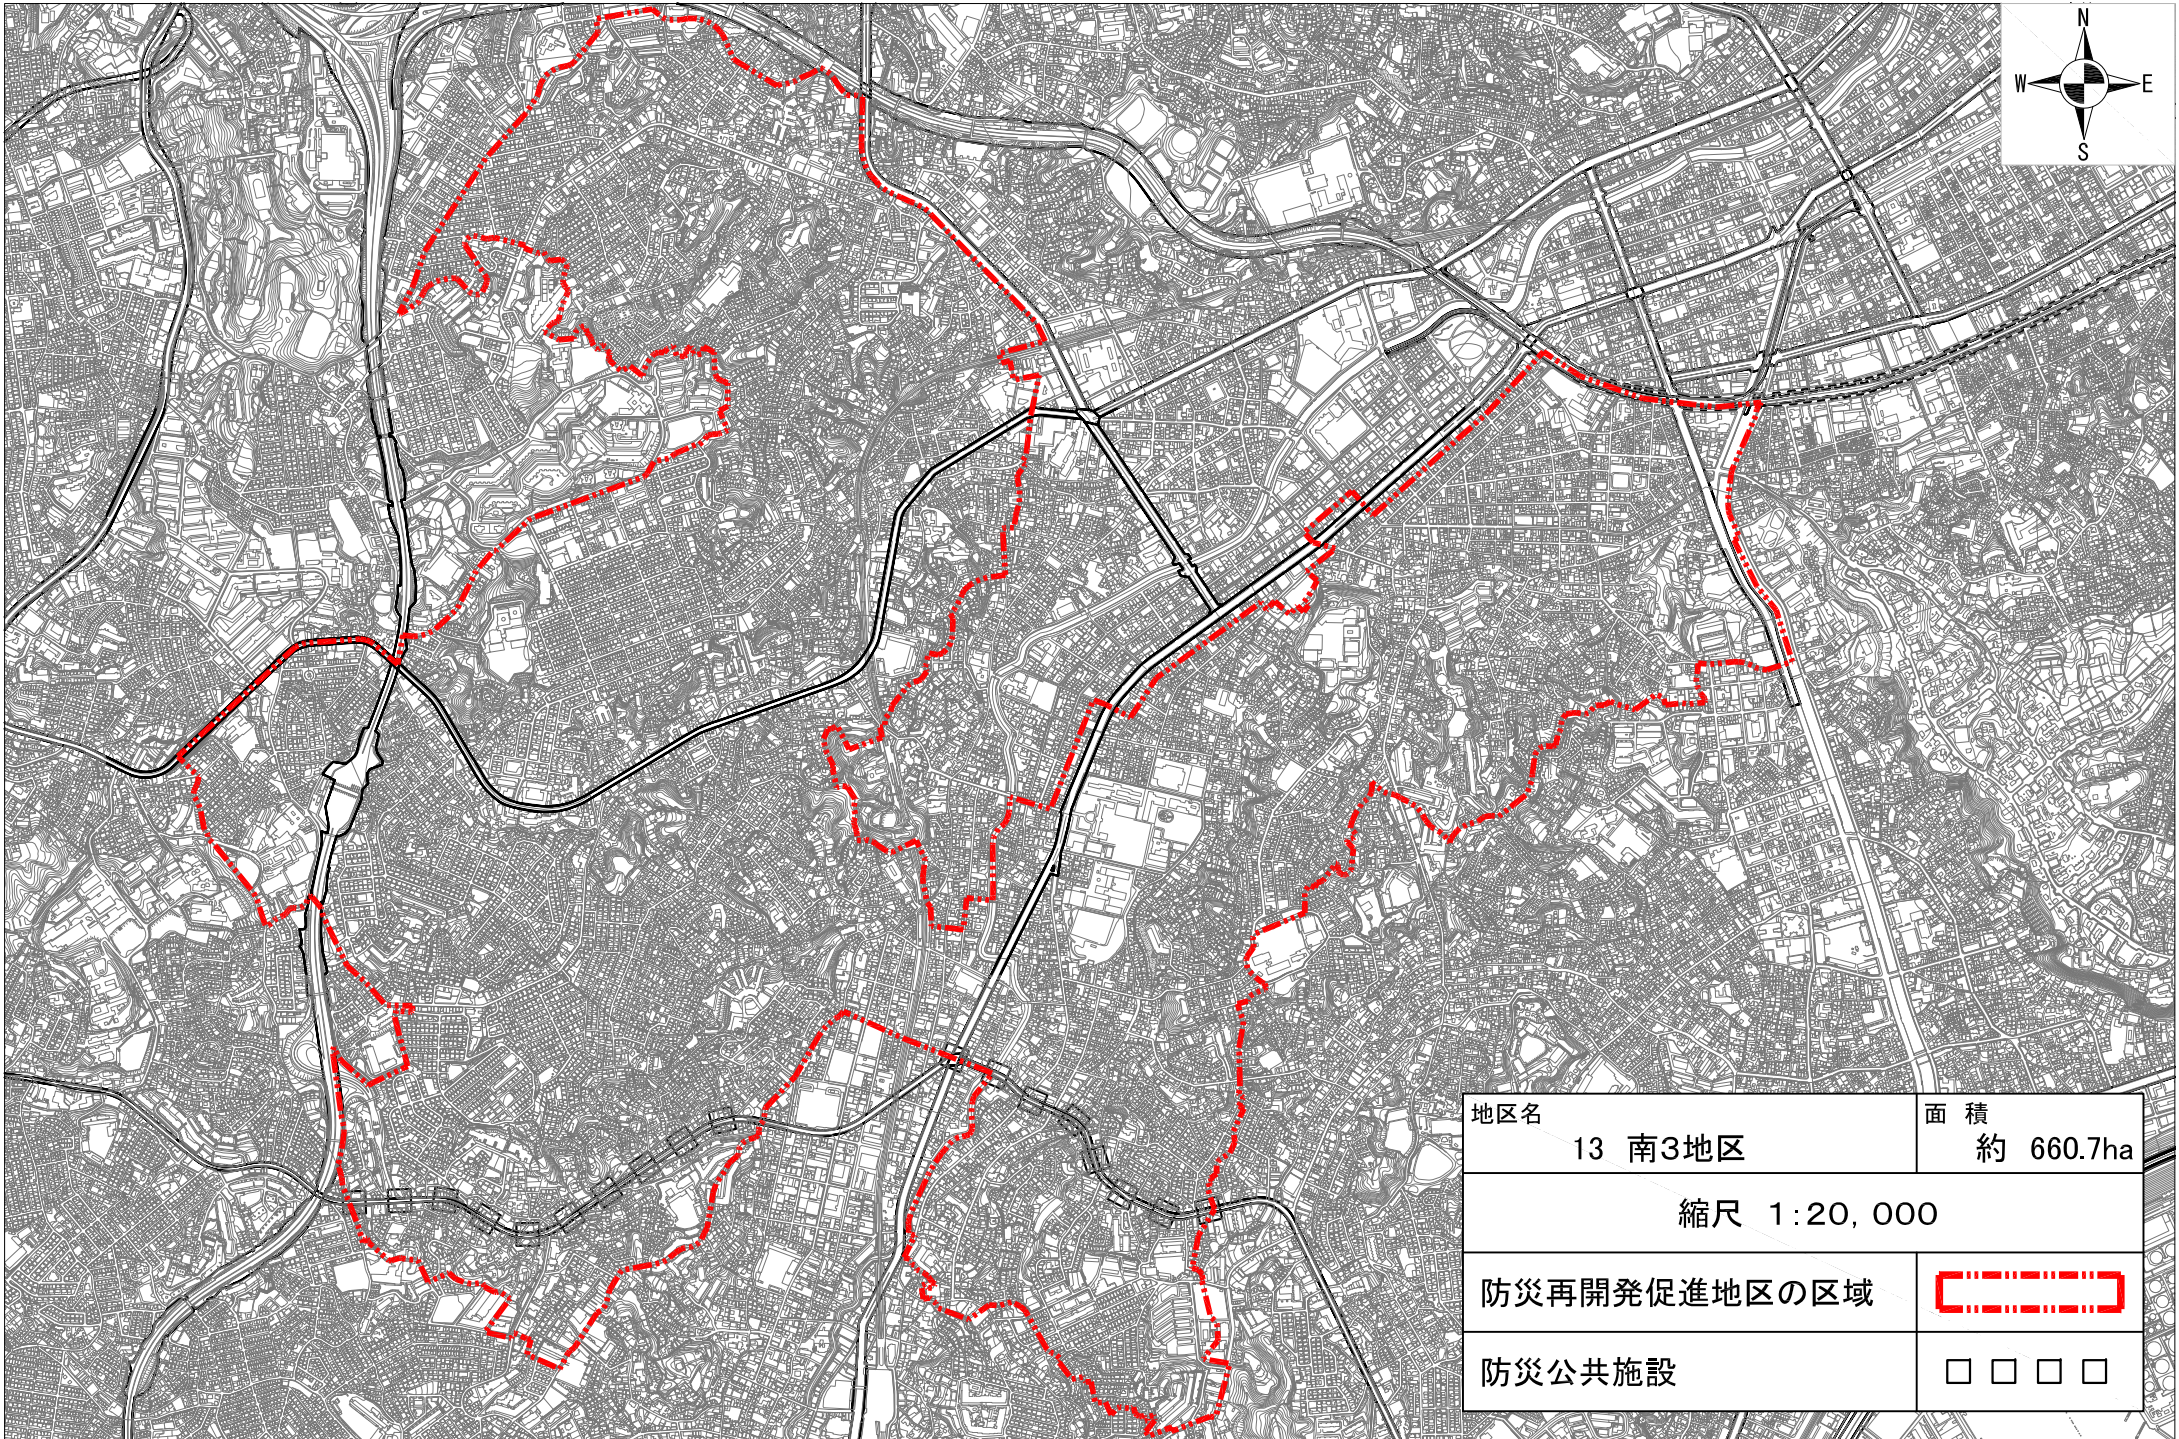 N
W E
S
地区名
13 南3地区
面 積
約 660.7ha
縮尺 1:20,000
防災再開発促進地区の区域
防災公共施設